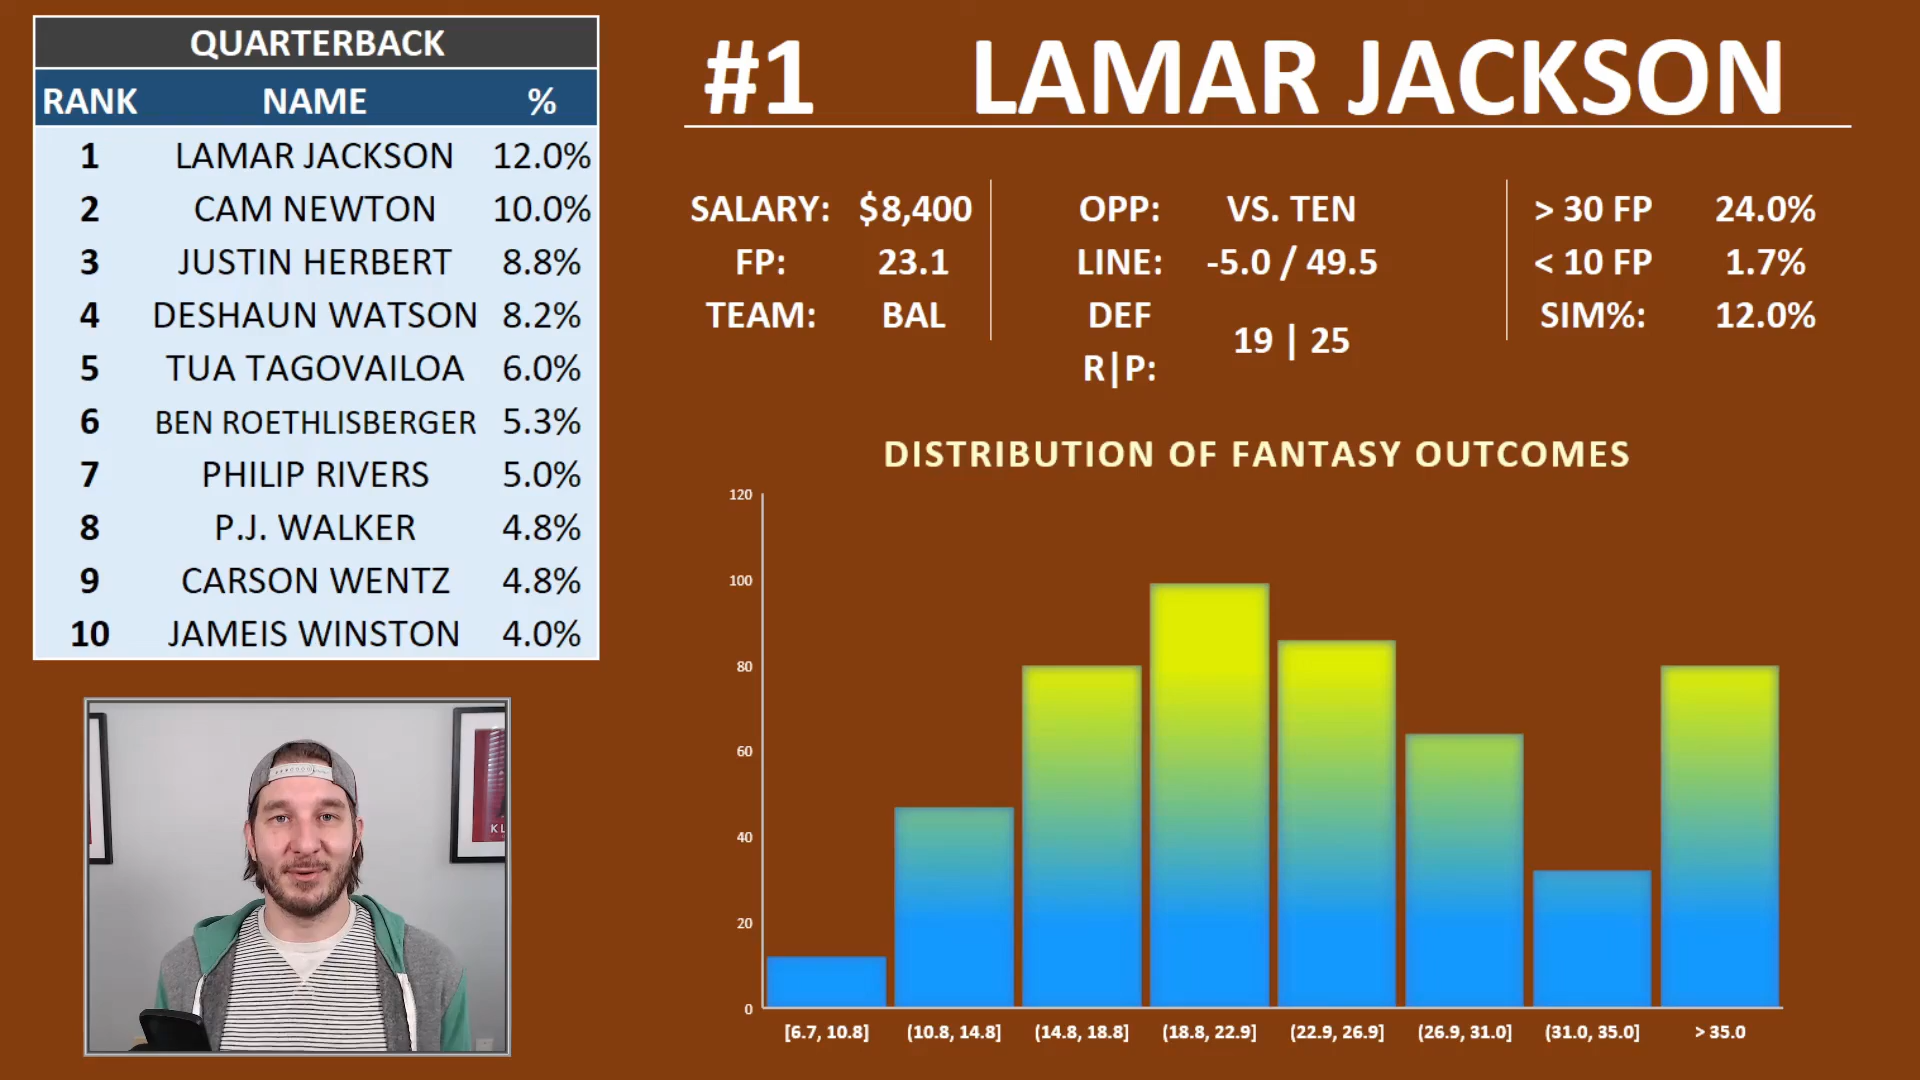 QUARTERBACK
RANK NAME %
1 LAMAR JACKSON 12.0%
2 CAM NEWTON 10.0%
3 JUSTIN HERBERT 8.8%
4 DESHAUN WATSON 8.2%
5 TUA TAGOVAILOA 6.0%
6 BEN ROETHLISBERGER 5.3%
7 PHILIP RIVERS 5.0%
8 P.J. WALKER 4.8%
9 CARSON WENTZ 4.8%
10 JAMEIS WINSTON 4.0%
#1 LAMAR JACKSON
SALARY: $8,400
FP: 23.1
TEAM: BAL
OPP: VS. TEN
LINE: -5.0 / 49.5
DEF
R|P: 19 | 25
> 30 FP 24.0%
< 10 FP 1.7%
SIM%: 12.0%
DISTRIBUTION OF FANTASY OUTCOMES
120
100
80
60
40
20
0
[6.7, 10.8] (10.8, 14.8] (14.8, 18.8] (18.8, 22.9] (22.9, 26.9] (26.9, 31.0] (31.0, 35.0] > 35.0